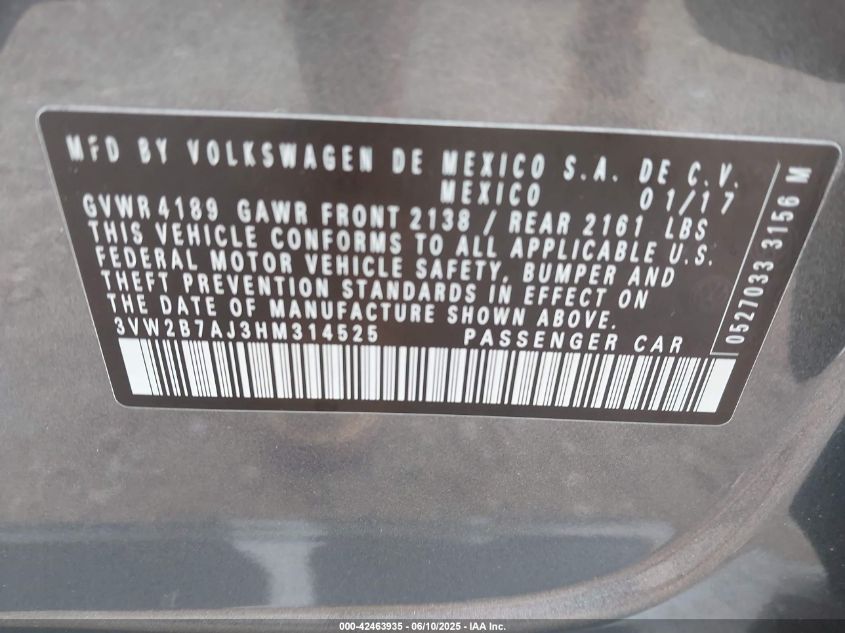 MFD BY VOLKSWAGEN DE MEXICO S.A. DE C.V.
MEXICO 01/17
GVWR 4189 GAWR FRONT 2138 / REAR 2161 LBS
THIS VEHICLE CONFORMS TO ALL APPLICABLE U.S.
FEDERAL MOTOR VEHICLE SAFETY, BUMPER AND
THEFT PREVENTION STANDARDS IN EFFECT ON
THE DATE OF MANUFACTURE SHOWN ABOVE.
3VW2B7AJ3HM314525 PASSENGER CAR
0527033 3156 M
000-42463935 - 06/10/2025 - IAA Inc.